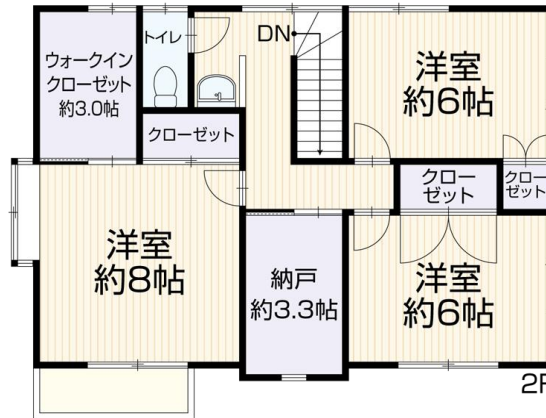 ウォークイン
クローゼット
約3.0帖
トイレ
DN
洋室
約6帖
クローゼット
クロー
ゼット
クロー
ゼット
洋室
約8帖
納戸
約3.3帖
洋室
約6帖